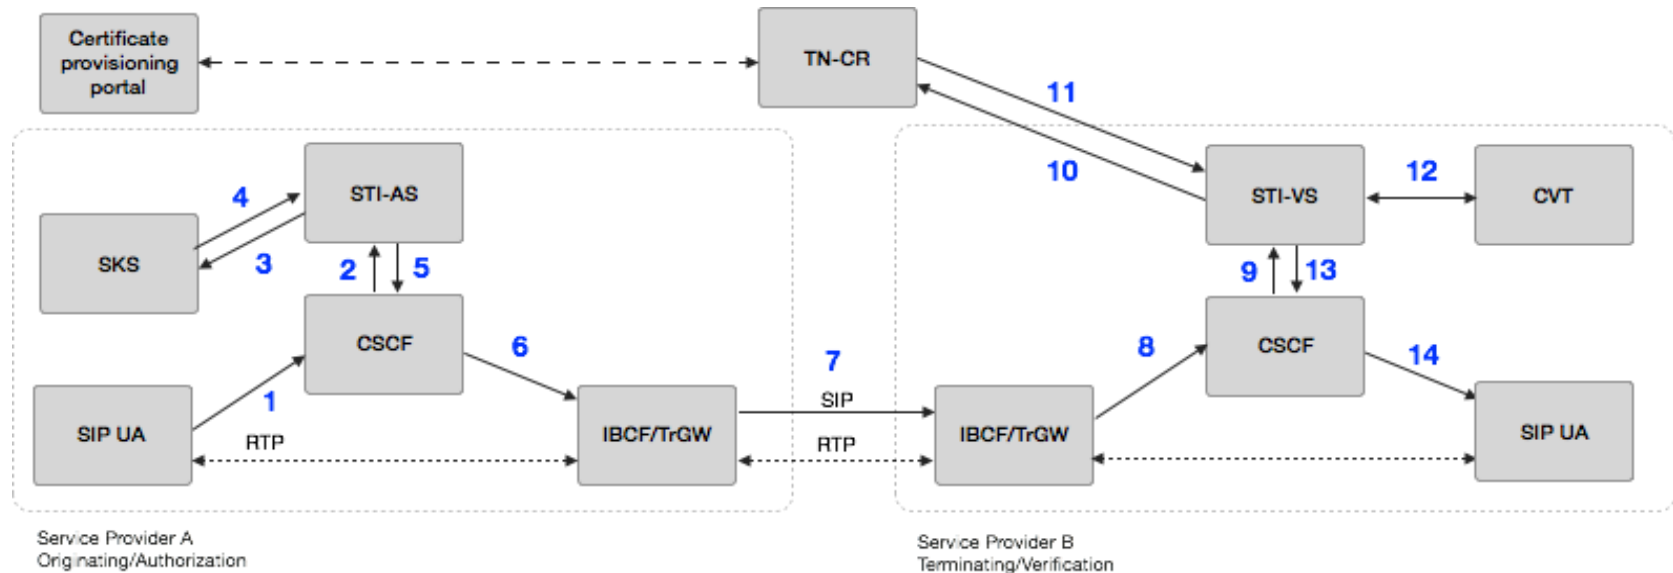 Certificate
provisioning
portal
TN-CR
11
10
STI-AS
4
3
SKS
2
5
CSCF
6
1
SIP UA
RTP
IBCF/TrGW
7
SIP
RTP
STI-VS
12
CVT
9
13
CSCF
8
14
IBCF/TrGW
SIP UA
Service Provider A
Originating/Authorization
Service Provider B
Terminating/Verification